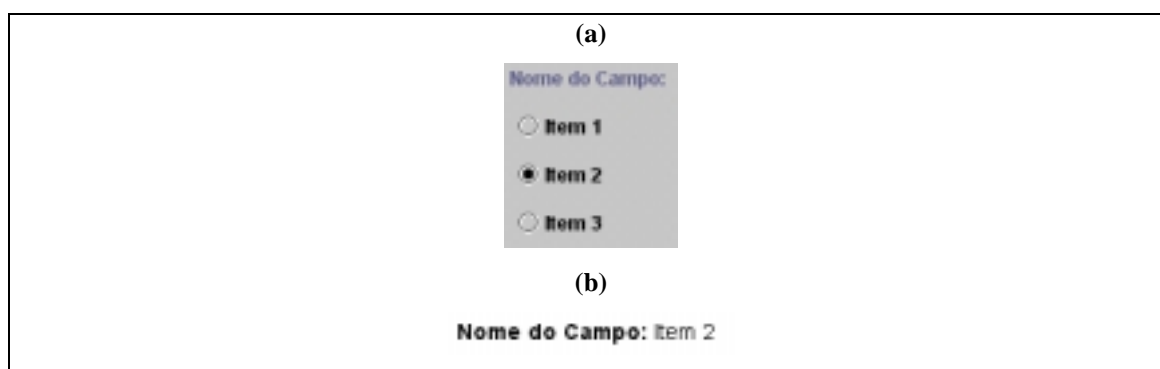 (a)
Nome do Campo:
Item 1
Item 2
Item 3
(b)
Nome do Campo: Item 2